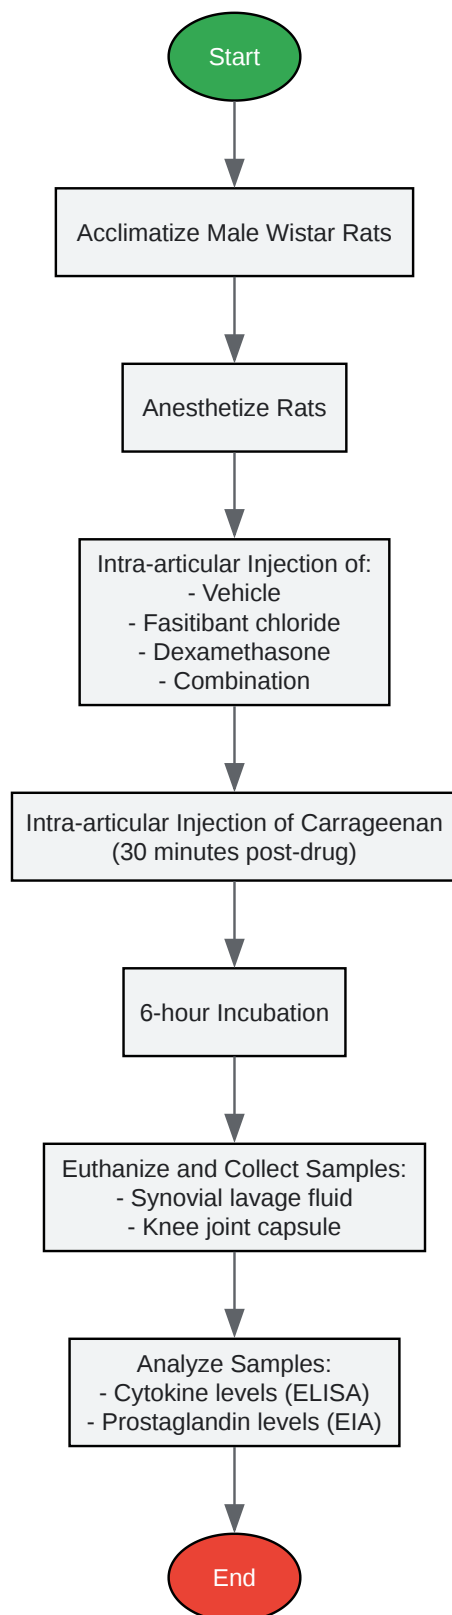 Start
Acclimatize Male Wistar Rats
Anesthetize Rats
Intra-articular Injection of:
- Vehicle
- Fasitibant chloride
- Dexamethasone
- Combination
Intra-articular Injection of Carrageenan
(30 minutes post-drug)
6-hour Incubation
Euthanize and Collect Samples:
- Synovial lavage fluid
- Knee joint capsule
Analyze Samples:
- Cytokine levels (ELISA)
- Prostaglandin levels (EIA)
End